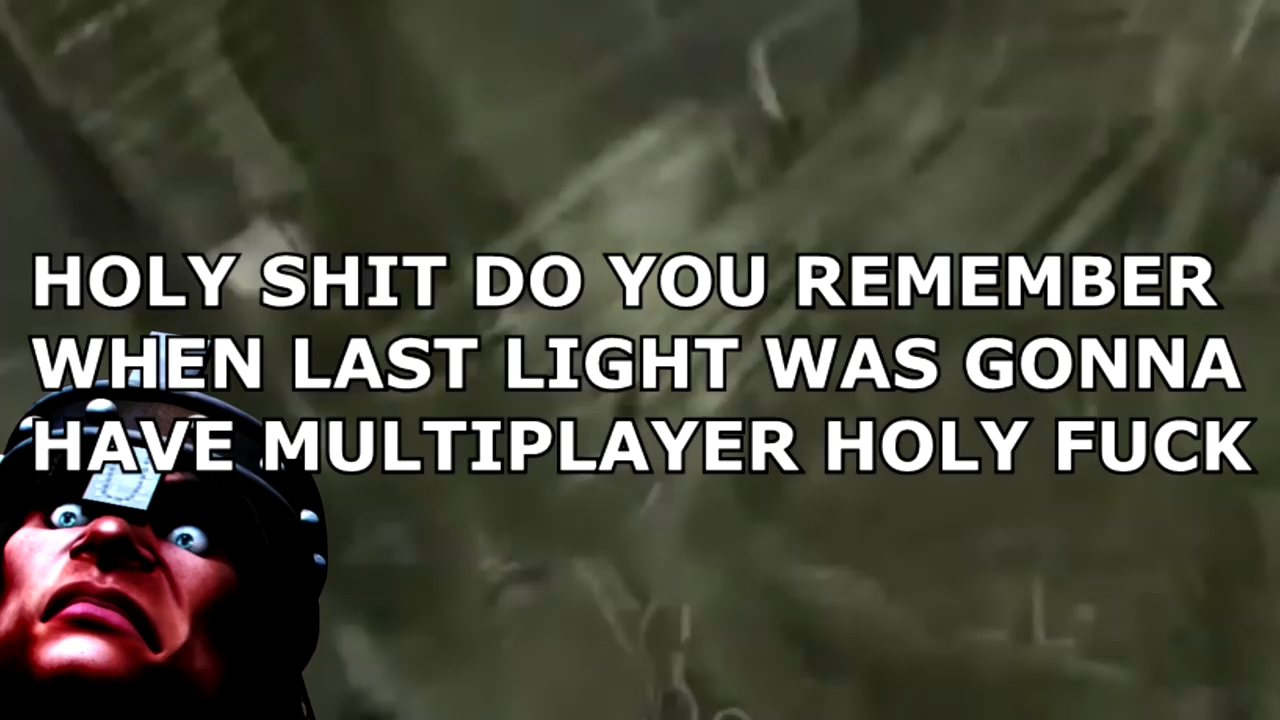 HOLY SHIT DO YOU REMEMBER
WHEN LAST LIGHT WAS GONNA
HAVE MULTIPLAYER HOLY FUCK